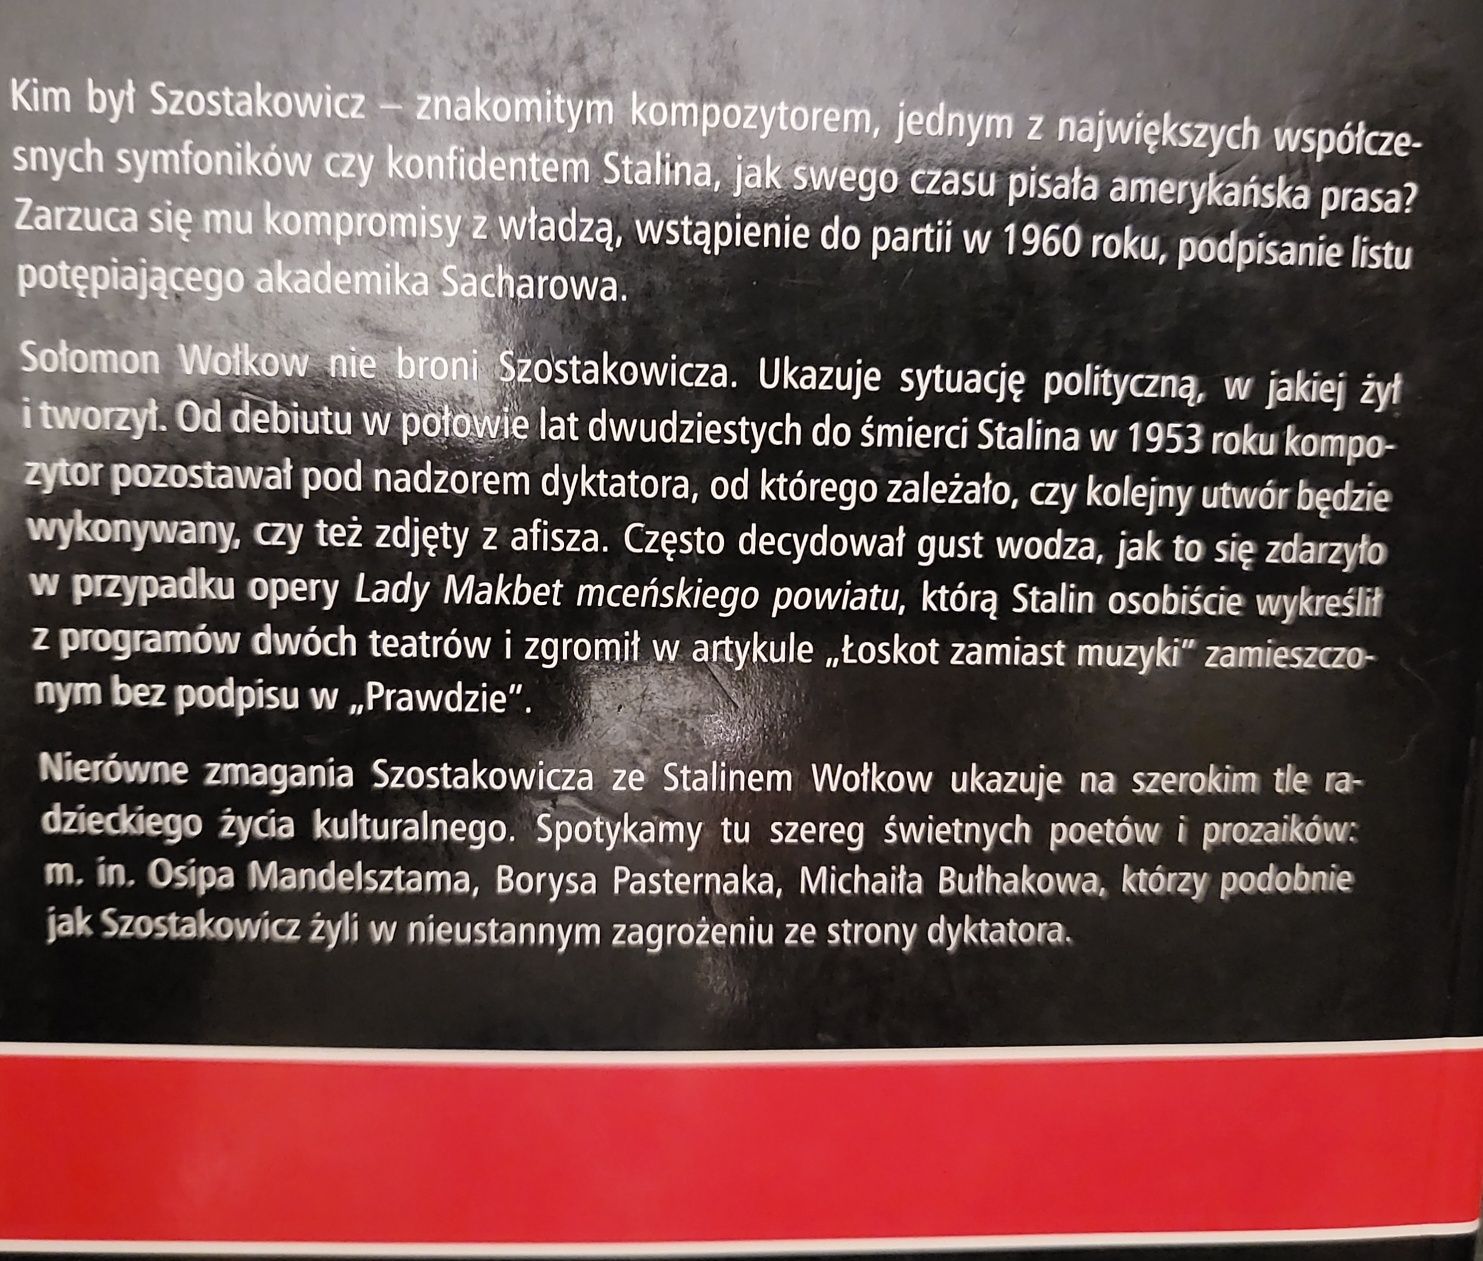 Kim był Szostakowicz – znakomitym kompozytorem, jednym z największych współcze-
snych symfoników czy konfidentem Stalina, jak swego czasu pisała amerykańska prasa?
Zarzuca się mu kompromisy z władzą, wstąpienie do partii w 1960 roku, podpisanie listu
potępiającego akademika Sacharowa.
Sołomon Wołkow nie broni Szostakowicza. Ukazuje sytuację polityczną, w jakiej żył
i tworzył. Od debiutu w połowie lat dwudziestych do śmierci Stalina w 1953 roku kompo-
zytor pozostawał pod nadzorem dyktatora, od którego zależało, czy kolejny utwór będzie
wykonywany, czy też zdjęty z afisza. Często decydował gust wodza, jak to się zdarzyło
w przypadku opery Lady Makbet mceńskiego powiatu, którą Stalin osobiście wykreślił
z programów dwóch teatrów i zgromił w artykule „Łoskot zamiast muzyki” zamieszczo-
nym bez podpisu w „Prawdzie”.
Nierówne zmagania Szostakowicza ze Stalinem Wołkow ukazuje na szerokim tle ra-
dzieckiego życia kulturalnego. Spotykamy tu szereg świetnych poetów i prozaików:
m. in. Osipa Mandelsztama, Borysa Pasternaka, Michaiła Bułhakowa, którzy podobnie
jak Szostakowicz żyli w nieustannym zagrożeniu ze strony dyktatora.